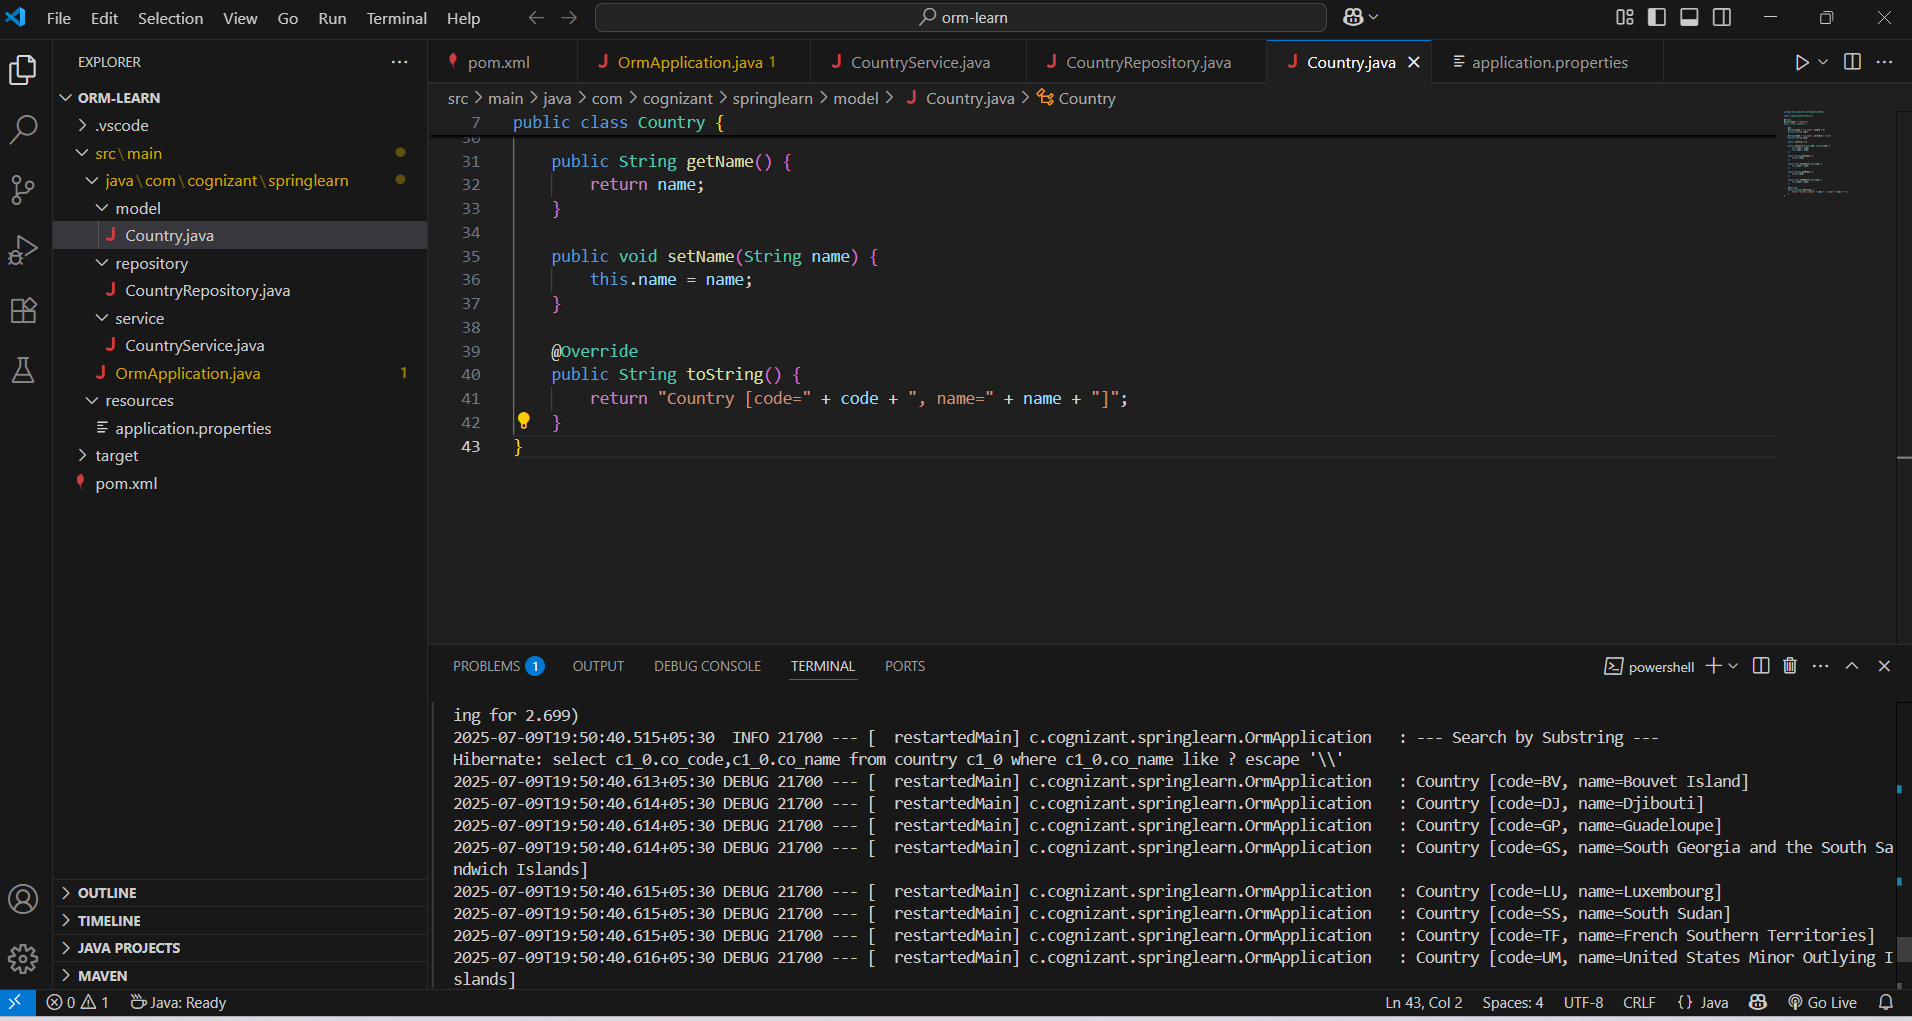 File Edit Selection View Go Run Terminal Help
orm-learn
EXPLORER
ORM-LEARN
.vscode
src\main
java\com\cognizant\springlearn
model
Country.java
repository
CountryRepository.java
service
CountryService.java
OrmApplication.java 1
resources
application.properties
target
pom.xml
OUTLINE
TIMELINE
JAVA PROJECTS
MAVEN
pom.xml OrmApplication.java 1 CountryService.java CountryRepository.java Country.java application.properties
src > main > java > com > cognizant > springlearn > model > Country.java > Country
7 public class Country {
30
31 public String getName() {
32 return name;
33 }
34
35 public void setName(String name) {
36 this.name = name;
37 }
38
39 @Override
40 public String toString() {
41 return "Country [code=" + code + ", name=" + name + "]";
42 }
43 }
PROBLEMS 1 OUTPUT DEBUG CONSOLE TERMINAL PORTS
powershell
ing for 2.699)
2025-07-09T19:50:40.515+05:30  INFO 21700 --- [  restartedMain] c.cognizant.springlearn.OrmApplication   : --- Search by Substring ---
Hibernate: select c1_0.co_code,c1_0.co_name from country c1_0 where c1_0.co_name like ? escape '\\'
2025-07-09T19:50:40.613+05:30 DEBUG 21700 --- [  restartedMain] c.cognizant.springlearn.OrmApplication   : Country [code=BV, name=Bouvet Island]
2025-07-09T19:50:40.614+05:30 DEBUG 21700 --- [  restartedMain] c.cognizant.springlearn.OrmApplication   : Country [code=DJ, name=Djibouti]
2025-07-09T19:50:40.614+05:30 DEBUG 21700 --- [  restartedMain] c.cognizant.springlearn.OrmApplication   : Country [code=GP, name=Guadeloupe]
2025-07-09T19:50:40.614+05:30 DEBUG 21700 --- [  restartedMain] c.cognizant.springlearn.OrmApplication   : Country [code=GS, name=South Georgia and the South Sa
ndwich Islands]
2025-07-09T19:50:40.615+05:30 DEBUG 21700 --- [  restartedMain] c.cognizant.springlearn.OrmApplication   : Country [code=LU, name=Luxembourg]
2025-07-09T19:50:40.615+05:30 DEBUG 21700 --- [  restartedMain] c.cognizant.springlearn.OrmApplication   : Country [code=SS, name=South Sudan]
2025-07-09T19:50:40.615+05:30 DEBUG 21700 --- [  restartedMain] c.cognizant.springlearn.OrmApplication   : Country [code=TF, name=French Southern Territories]
2025-07-09T19:50:40.616+05:30 DEBUG 21700 --- [  restartedMain] c.cognizant.springlearn.OrmApplication   : Country [code=UM, name=United States Minor Outlying I
slands]
0 1 Java: Ready
Ln 43, Col 2 Spaces: 4 UTF-8 CRLF {} Java Go Live